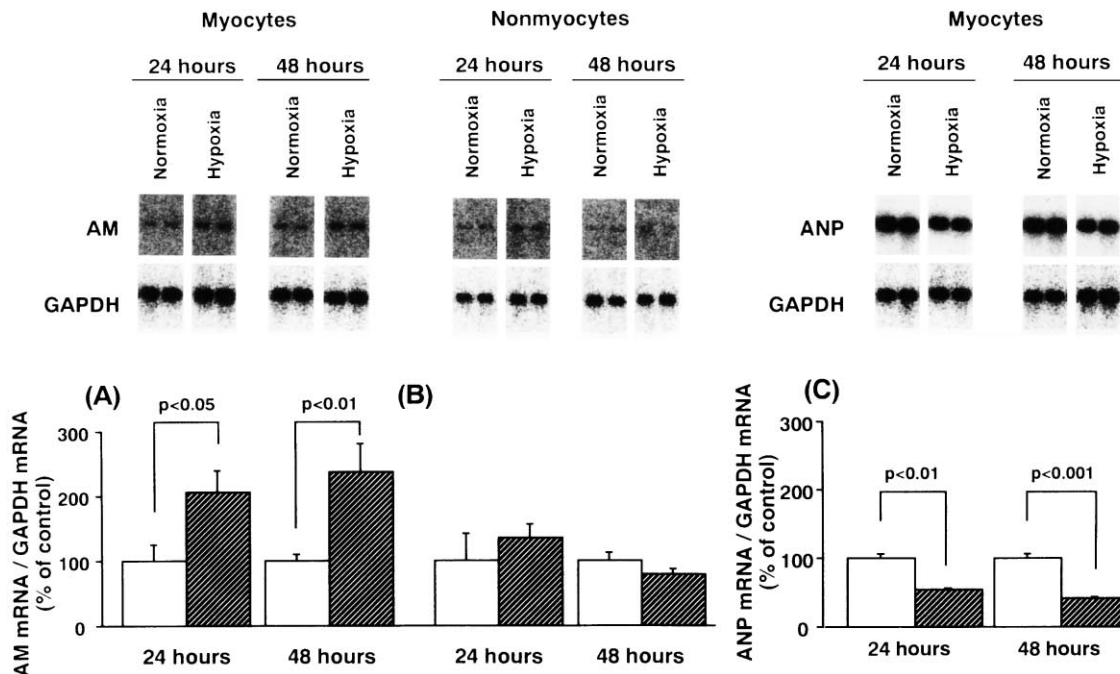 Myocytes Nonmyocytes Myocytes
24 hours 48 hours 24 hours 48 hours 24 hours 48 hours
Normoxia Hypoxia Normoxia Hypoxia Normoxia Hypoxia Normoxia Hypoxia Normoxia Hypoxia Normoxia Hypoxia
AM ANP
GAPDH GAPDH
(A) (B) (C)
AM mRNA / GAPDH mRNA
(% of control)
300
200
100
0
p<0.05 p<0.01
24 hours 48 hours 24 hours 48 hours
ANP mRNA / GAPDH mRNA
(% of control)
300
200
100
0
p<0.01 p<0.001
24 hours 48 hours